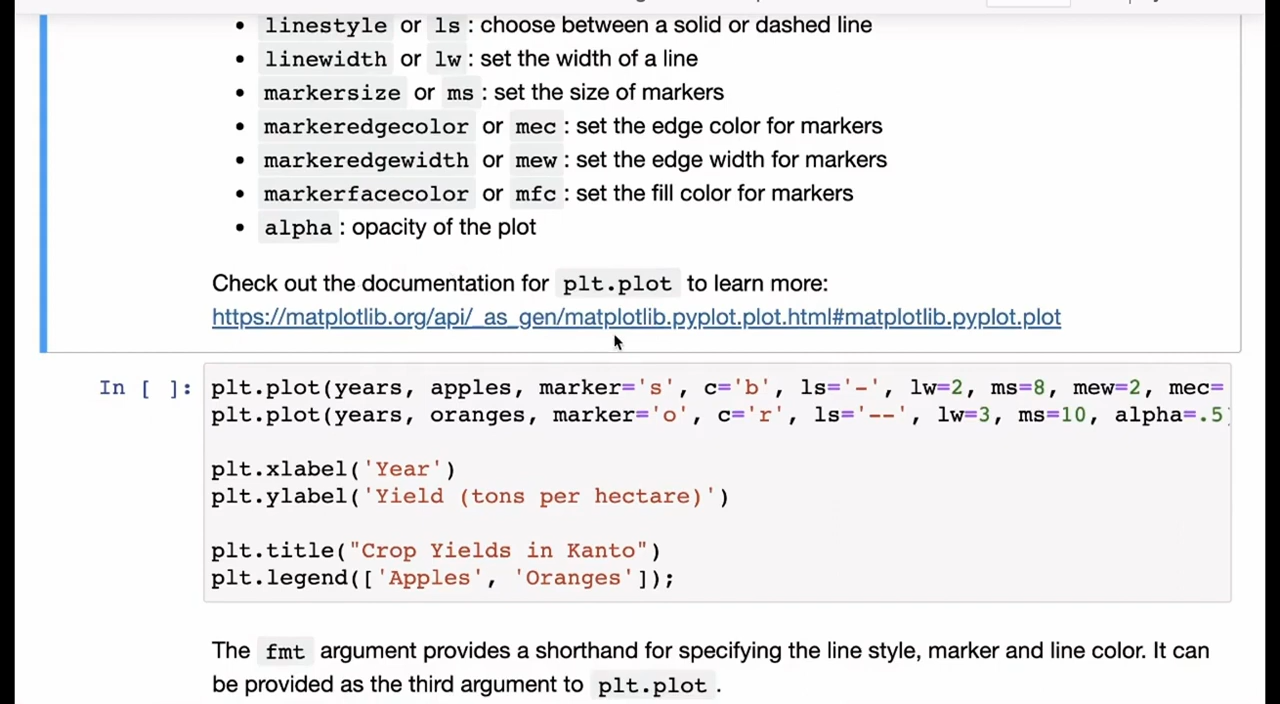 linestyle or ls : choose between a solid or dashed line
linewidth or lw : set the width of a line
markersize or ms : set the size of markers
markeredgecolor or mec : set the edge color for markers
markeredgewidth or mew : set the edge width for markers
markerfacecolor or mfc : set the fill color for markers
alpha : opacity of the plot
Check out the documentation for plt.plot to learn more:
https://matplotlib.org/api/_as_gen/matplotlib.pyplot.plot.html#matplotlib.pyplot.plot
In [ ]: plt.plot(years, apples, marker='s', c='b', ls='-', lw=2, ms=8, mew=2, mec=
plt.plot(years, oranges, marker='o', c='r', ls='--', lw=3, ms=10, alpha=.5
plt.xlabel('Year')
plt.ylabel('Yield (tons per hectare)')
plt.title("Crop Yields in Kanto")
plt.legend(['Apples', 'Oranges']);
The fmt argument provides a shorthand for specifying the line style, marker and line color. It can
be provided as the third argument to plt.plot .